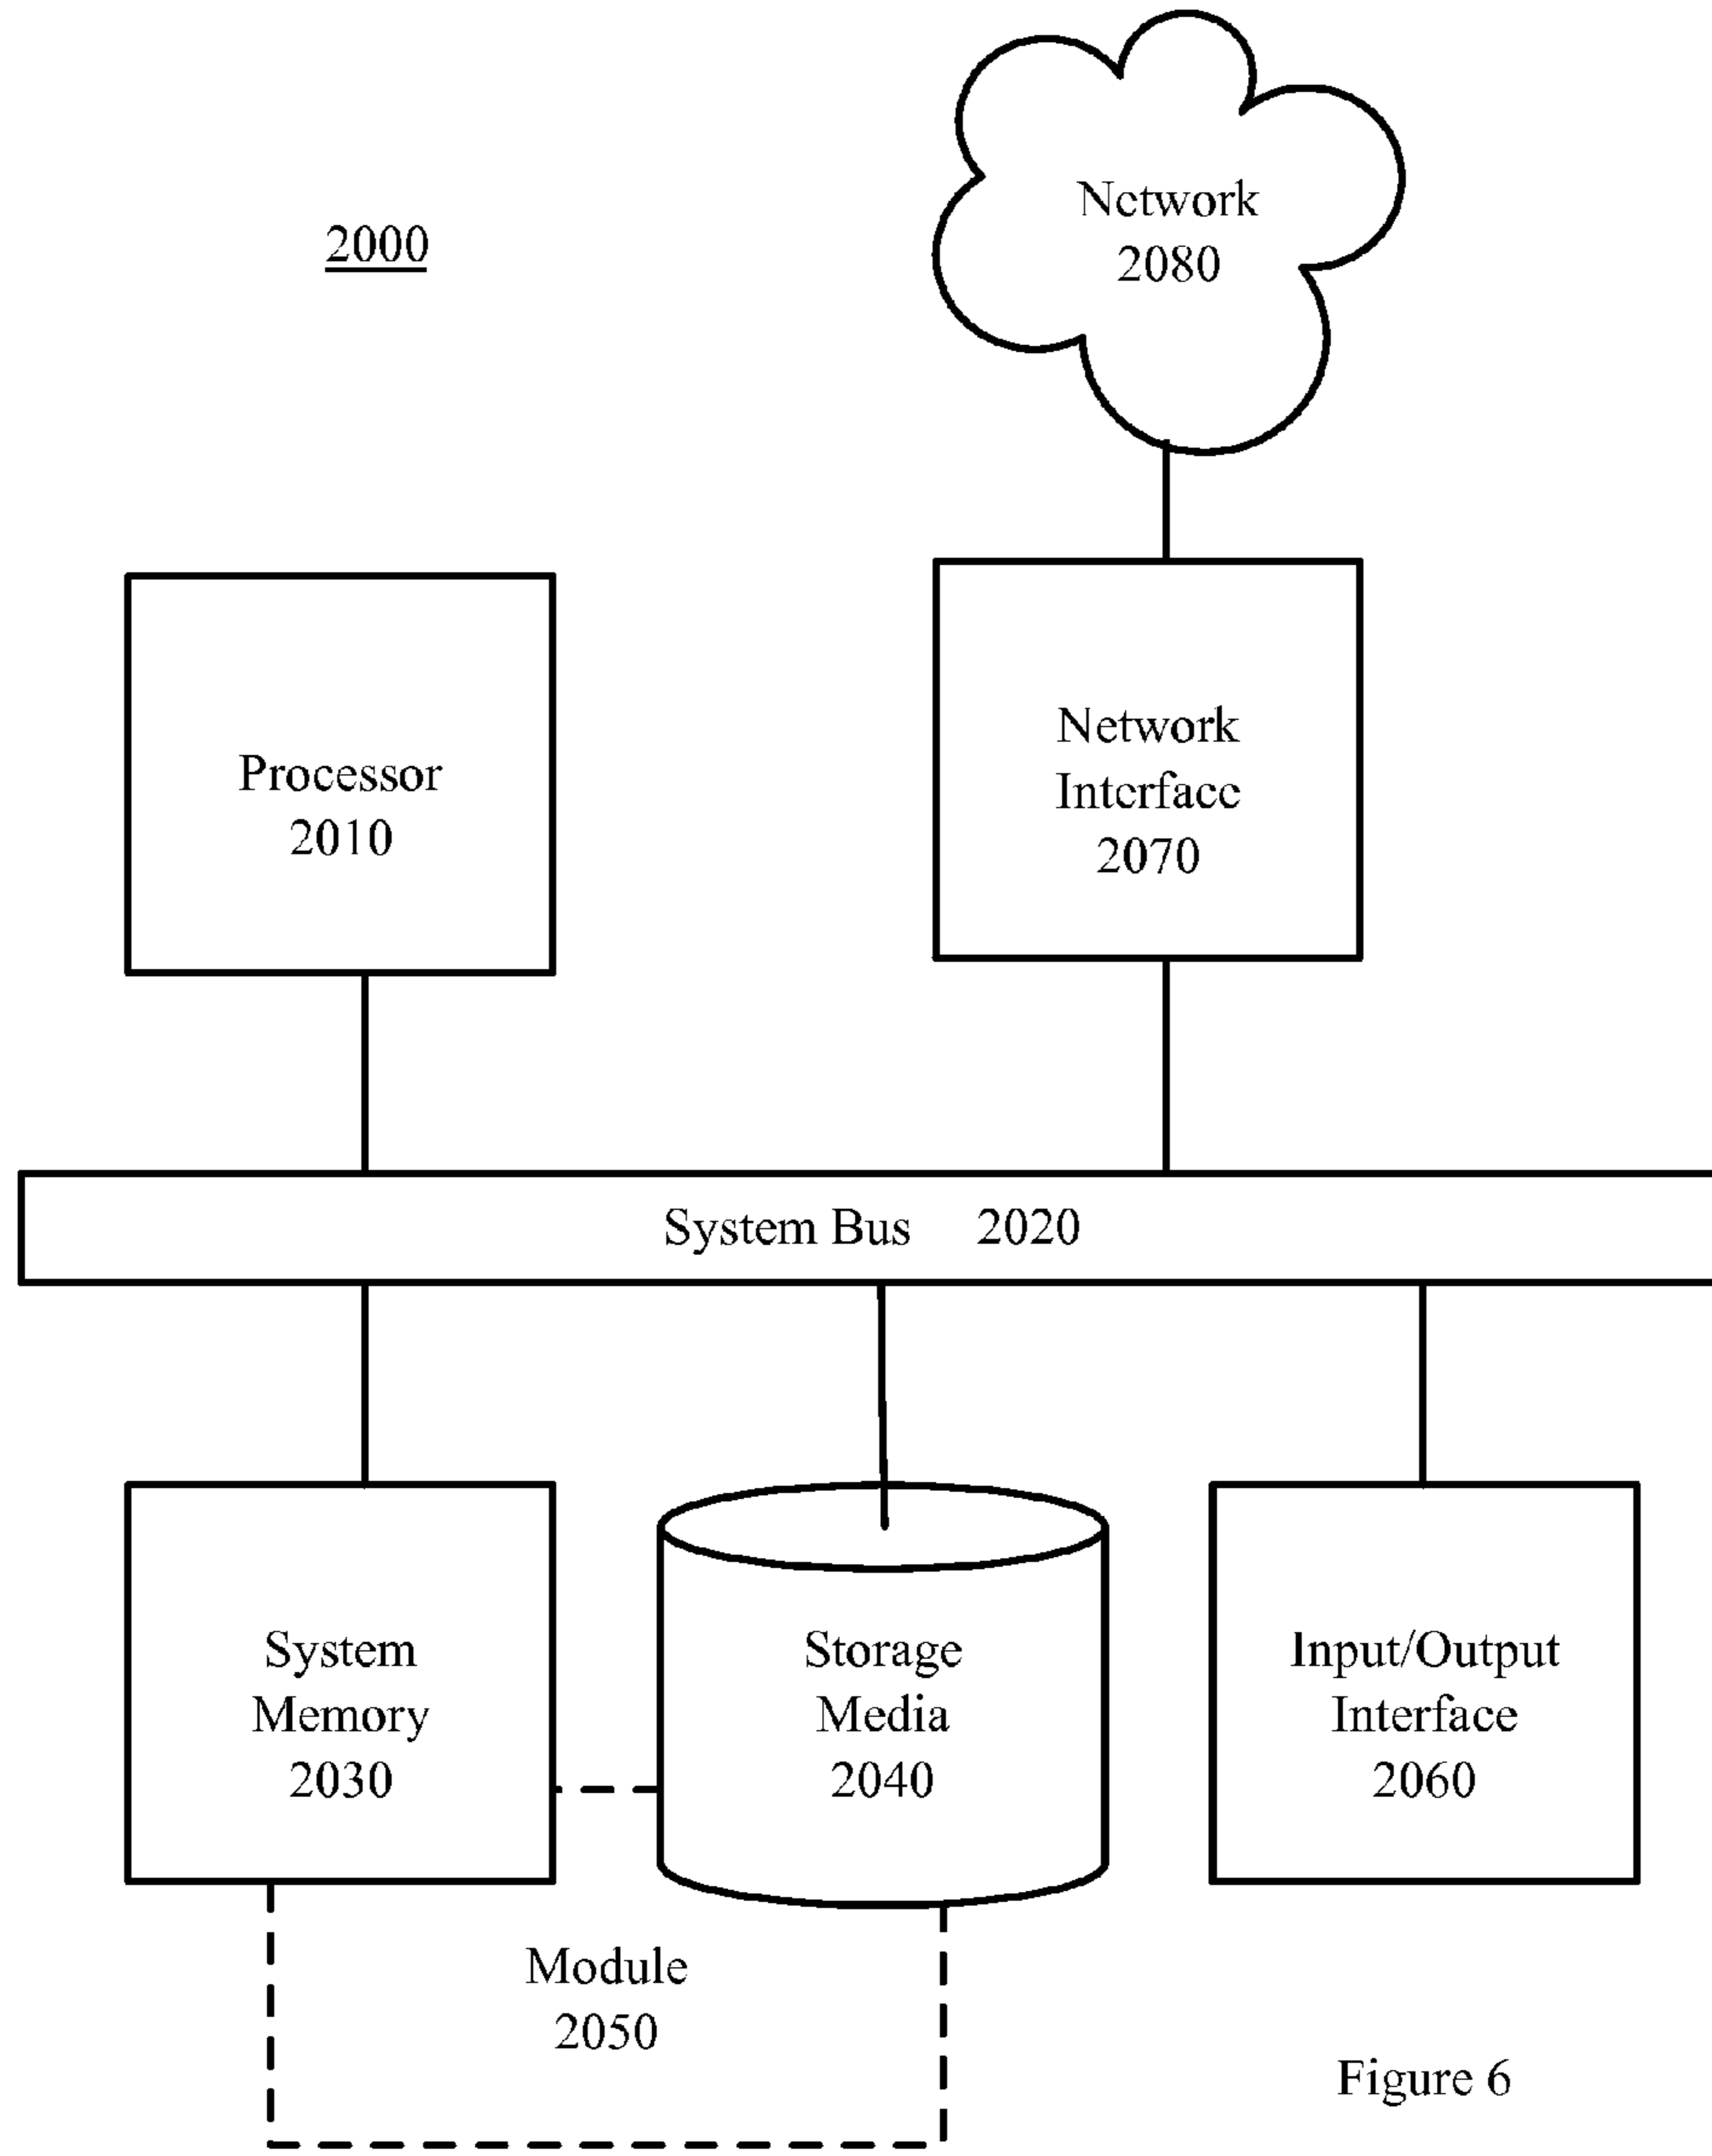 2000
Network
2080
Processor
2010
Network
Interface
2070
System Bus 2020
System
Memory
2030
Storage
Media
2040
Input/Output
Interface
2060
Module
2050
Figure 6